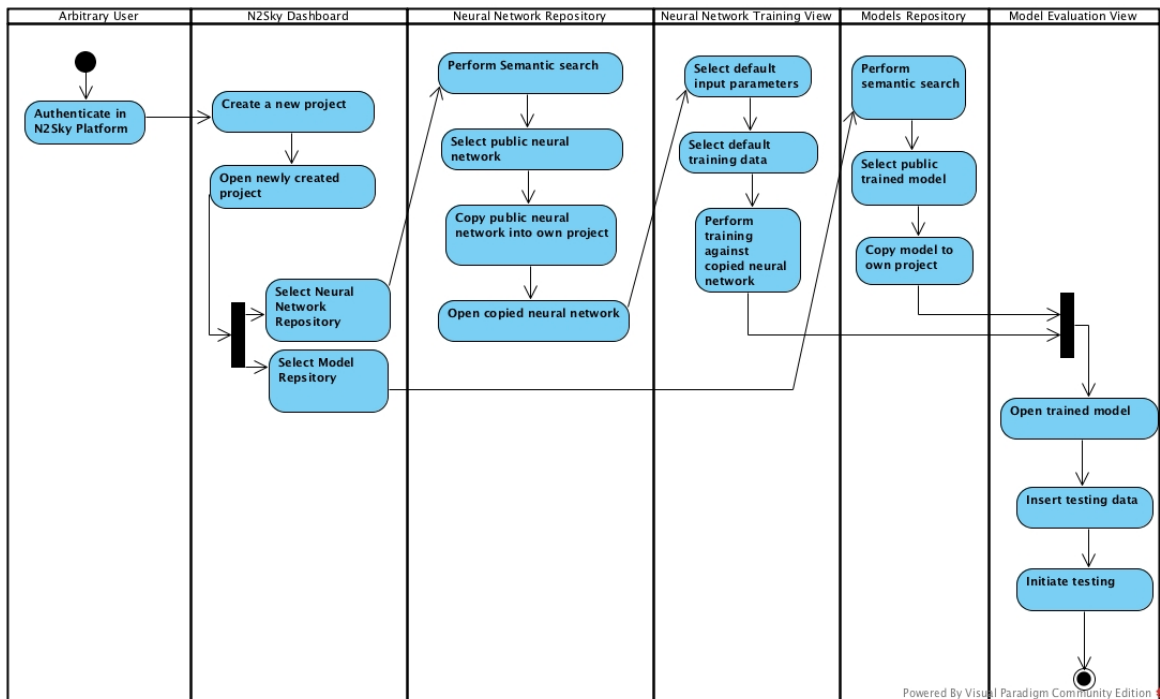 Arbitrary User
N2Sky Dashboard
Neural Network Repository
Neural Network Training View
Models Repository
Model Evaluation View
Authenticate in
N2Sky Platform
Create a new project
Open newly created
project
Select Neural
Network
Repository
Select Model
Repsitory
Perform Semantic search
Select public neural
network
Copy public neural
network into own project
Open copied neural network
Select default
input parameters
Select default
training data
Perform
training
against
copied neural
network
Perform
semantic search
Select public
trained model
Copy model to
own project
Open trained model
Insert testing data
Initiate testing
Powered By Visual Paradigm Community Edition